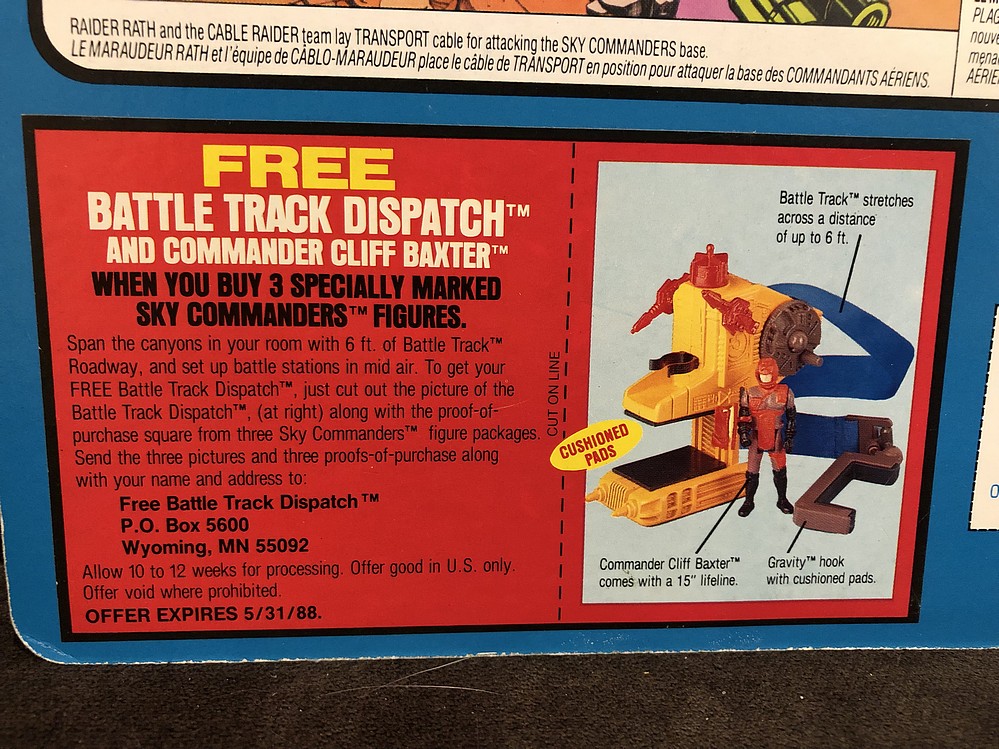 RAIDER RATH and the CABLE RAIDER team lay TRANSPORT cable for attacking the SKY COMMANDERS base.
LE MARAUDEUR RATH et l'équipe de CÂBLO-MARAUDEUR place le câble de TRANSPORT en position pour attaquer la base des COMMANDANTS AÉRIENS.
PLAC
nouve
mena
AÉRIE
FREE
BATTLE TRACK DISPATCH™
AND COMMANDER CLIFF BAXTER™
WHEN YOU BUY 3 SPECIALLY MARKED
SKY COMMANDERS™ FIGURES.
Span the canyons in your room with 6 ft. of Battle Track™
Roadway, and set up battle stations in mid air. To get your
FREE Battle Track Dispatch™, just cut out the picture of the
Battle Track Dispatch™, (at right) along with the proof-of-
purchase square from three Sky Commanders™ figure packages.
Send the three pictures and three proofs-of-purchase along
with your name and address to:
Free Battle Track Dispatch™
P.O. Box 5600
Wyoming, MN 55092
Allow 10 to 12 weeks for processing. Offer good in U.S. only.
Offer void where prohibited.
OFFER EXPIRES 5/31/88.
CUT ON LINE
Battle Track™ stretches
across a distance
of up to 6 ft.
CUSHIONED
PADS
Commander Cliff Baxter™
comes with a 15" lifeline.
Gravity™ hook
with cushioned pads.